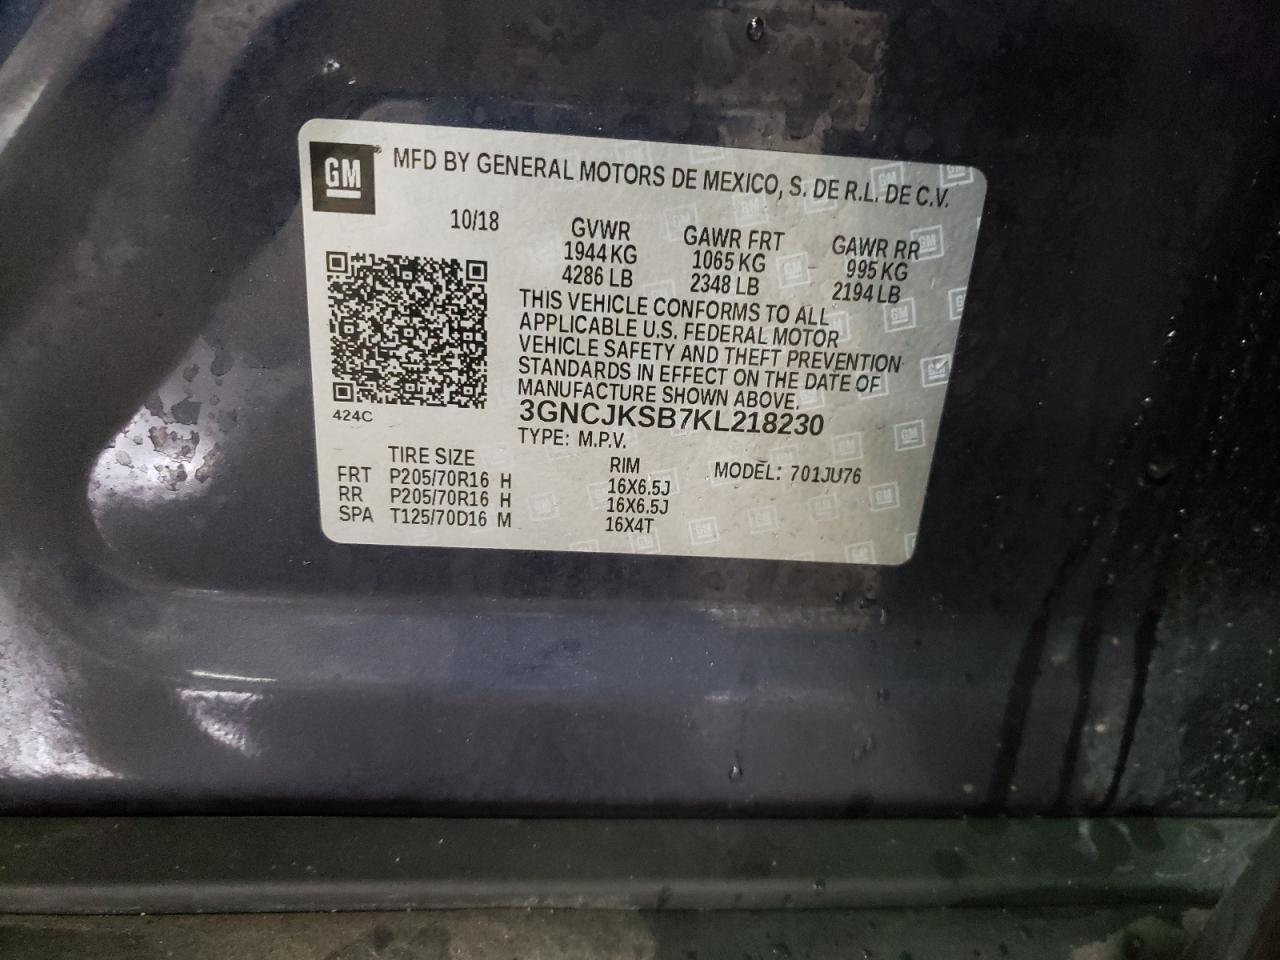 GM
MFD BY GENERAL MOTORS DE MEXICO, S. DE R.L. DE C.V.
10/18
GVWR GAWR FRT GAWR RR
1944 KG 1065 KG 995 KG
4286 LB 2348 LB 2194 LB
THIS VEHICLE CONFORMS TO ALL
APPLICABLE U.S. FEDERAL MOTOR
VEHICLE SAFETY AND THEFT PREVENTION
STANDARDS IN EFFECT ON THE DATE OF
MANUFACTURE SHOWN ABOVE.
424C
3GNCJKSB7KL218230
TYPE: M.P.V.
TIRE SIZE RIM MODEL: 701JU76
FRT P205/70R16 H 16X6.5J
RR P205/70R16 H 16X6.5J
SPA T125/70D16 M 16X4T